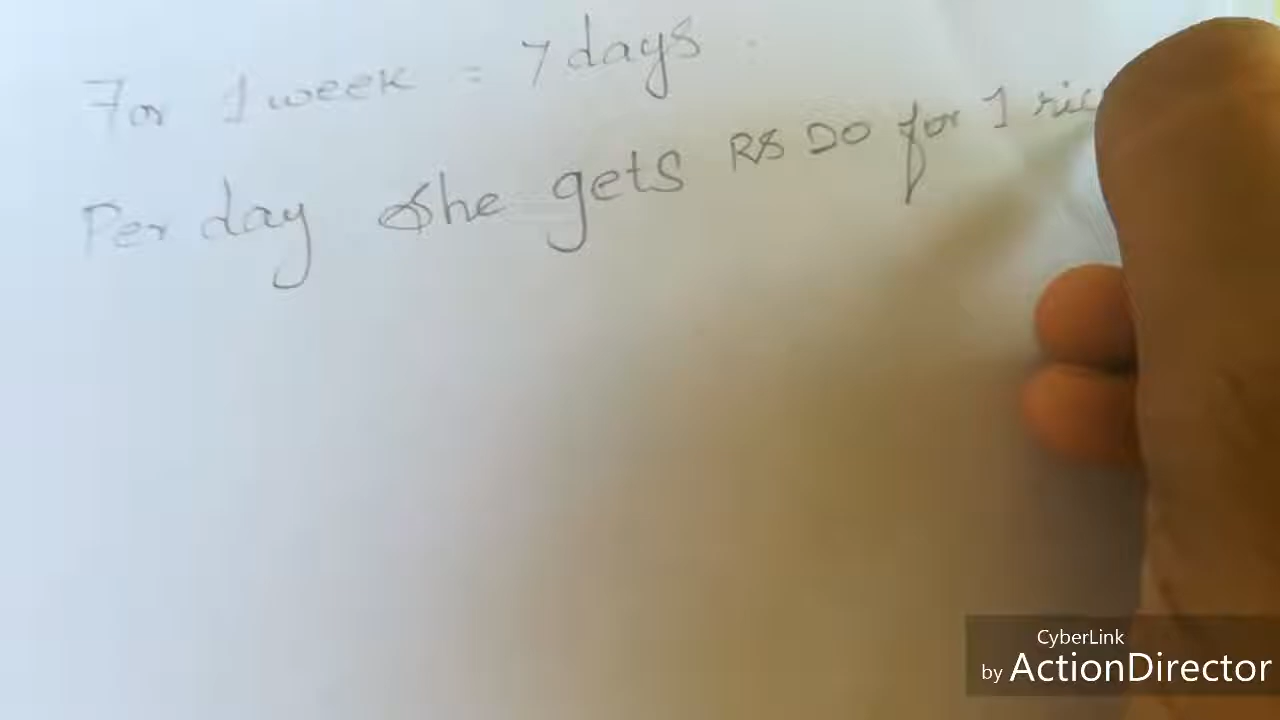 For 1 week = 7 days.
Per day she gets RS 20 for 1
CyberLink
by ActionDirector